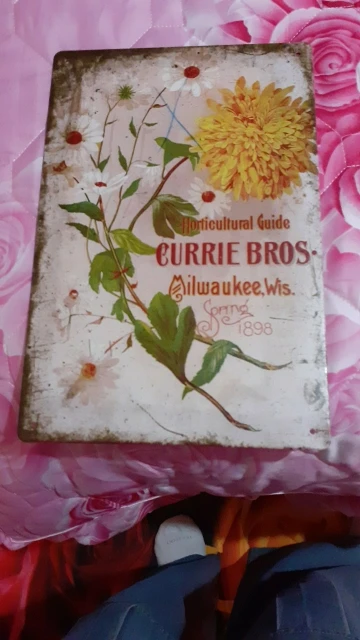 Horticultural Guide
CURRIE BROS.
Milwaukee, Wis.
Spring
1898